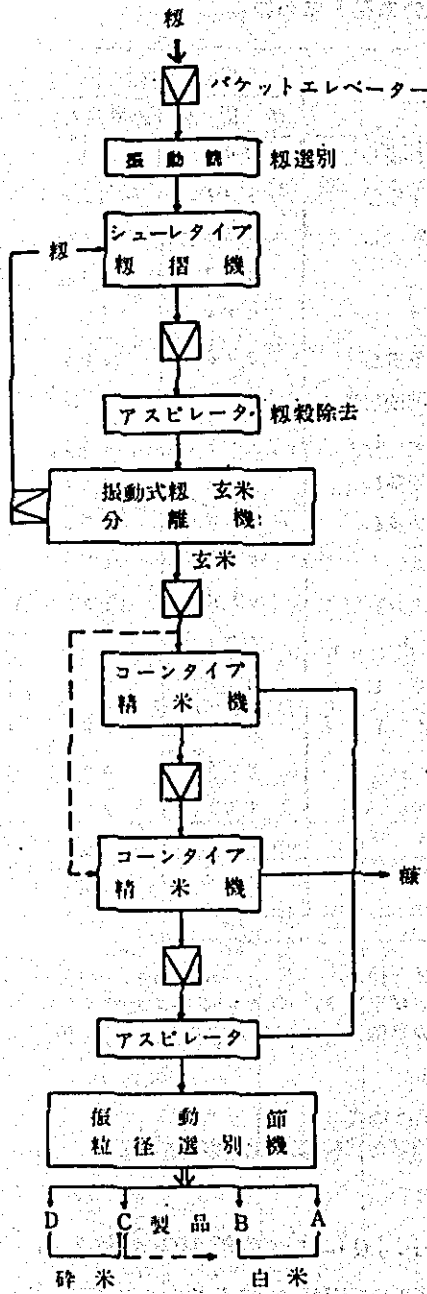 籾
バケットエレベーター
振動篩 籾選別
シューレタイプ
籾摺機
籾
アスピレータ 籾殻除去
振動式籾 玄米
分離機
玄米
コーンタイプ
精米機
コーンタイプ
精米機
糠
アスピレータ
振動篩
粒径選別機
D C 製品 B A
砕米 白米